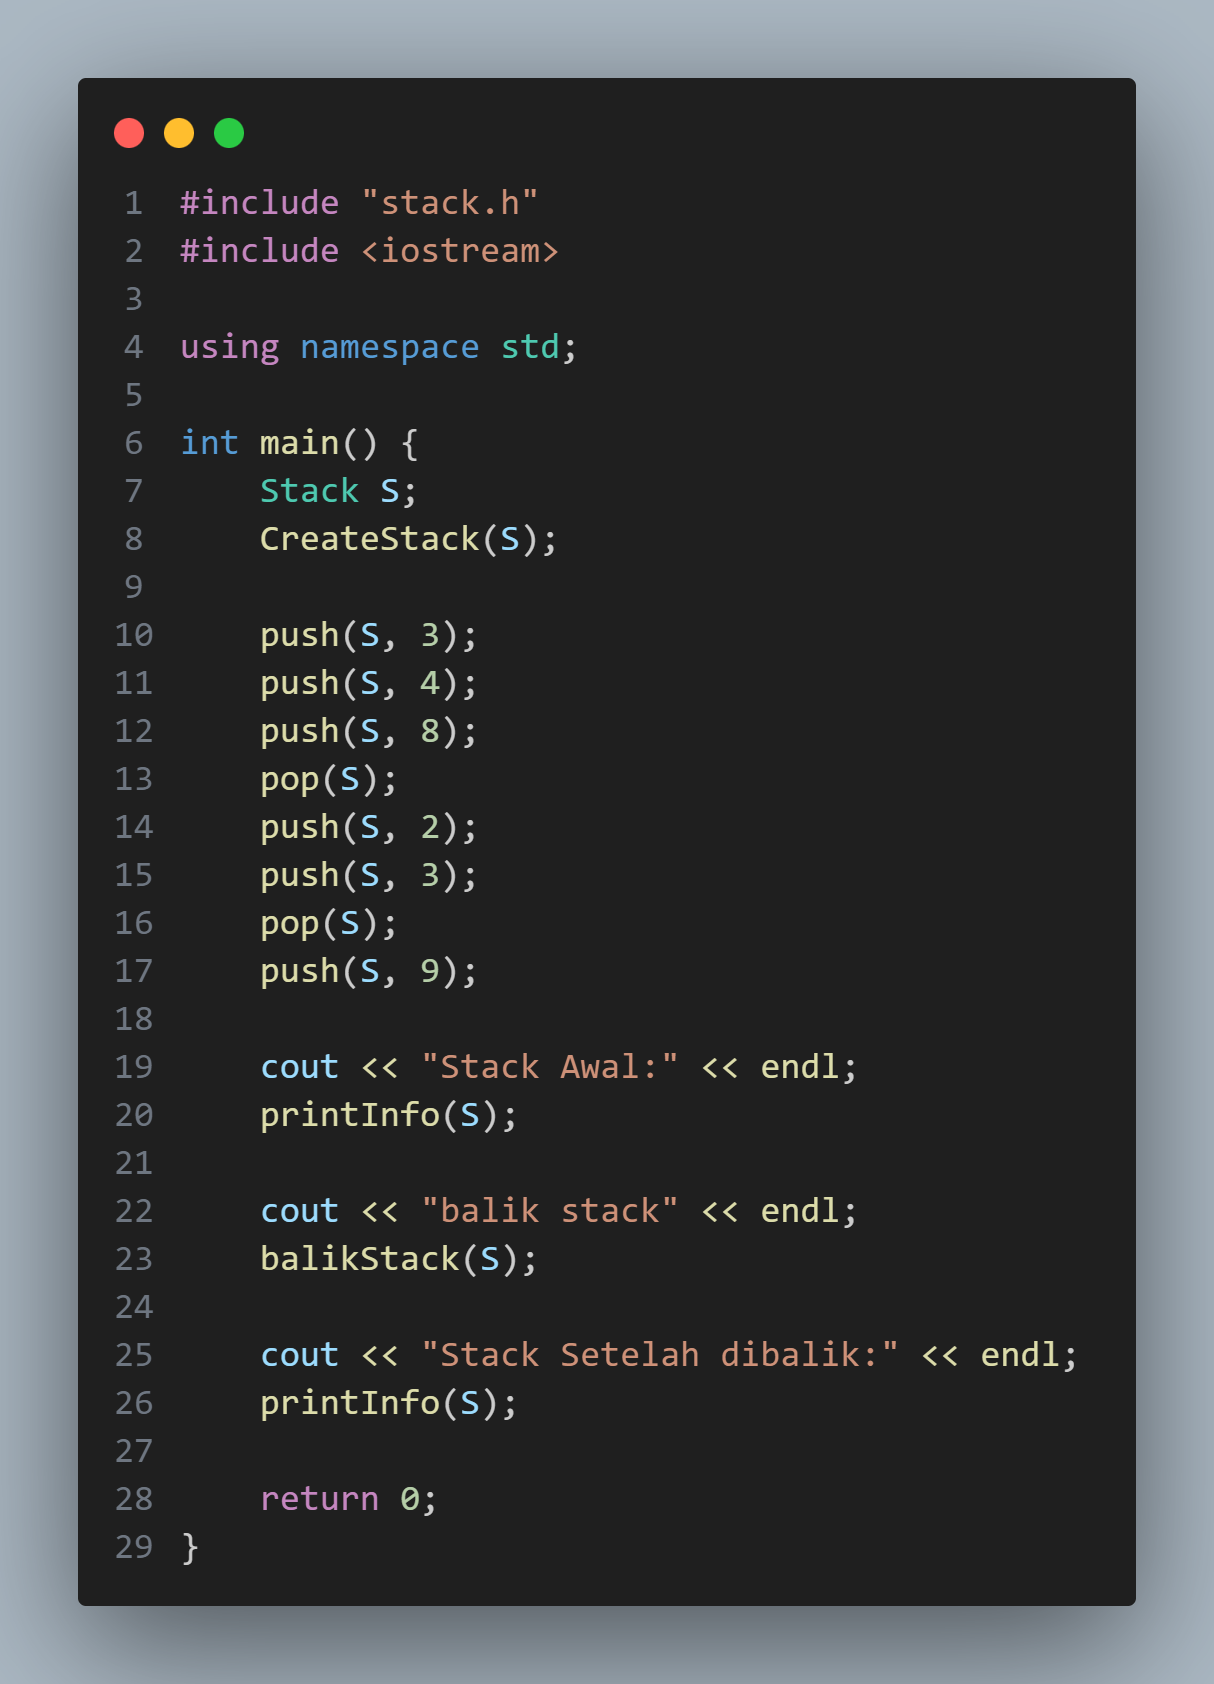 1 #include "stack.h"
2 #include <iostream>
3
4 using namespace std;
5
6 int main() {
7     Stack S;
8     CreateStack(S);
9
10     push(S, 3);
11     push(S, 4);
12     push(S, 8);
13     pop(S);
14     push(S, 2);
15     push(S, 3);
16     pop(S);
17     push(S, 9);
18
19     cout << "Stack Awal:" << endl;
20     printInfo(S);
21
22     cout << "balik stack" << endl;
23     balikStack(S);
24
25     cout << "Stack Setelah dibalik:" << endl;
26     printInfo(S);
27
28     return 0;
29 }